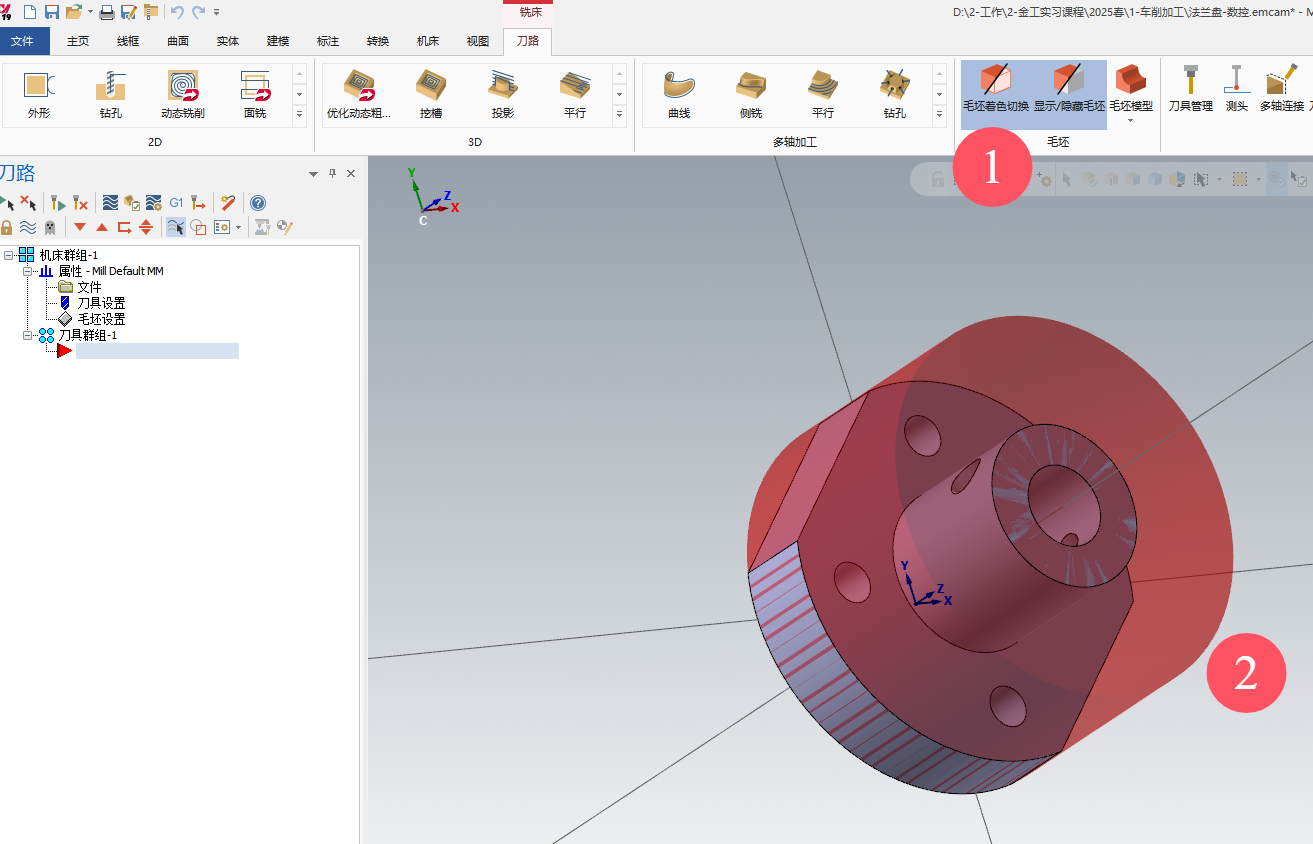 19
铣床
D:\2-工作\2-金工实习课程\2025春\1-车削加工\法兰盘-数控.emcam* - M
文件 主页 线框 曲面 实体 建模 标注 转换 机床 视图 刀路
外形 钻孔 动态铣削 面铣
2D
优化动态粗... 挖槽 投影 平行
3D
曲线 侧铣 平行 钻孔
多轴加工
毛坯着色切换 显示/隐藏毛坯 毛坯模型
毛坯
刀具管理 测头 多轴连接
刀路
G1
机床群组-1
属性 - Mill Default MM
文件
刀具设置
毛坯设置
刀具群组-1
Y
Z
X
C
1
Y
Z
X
2